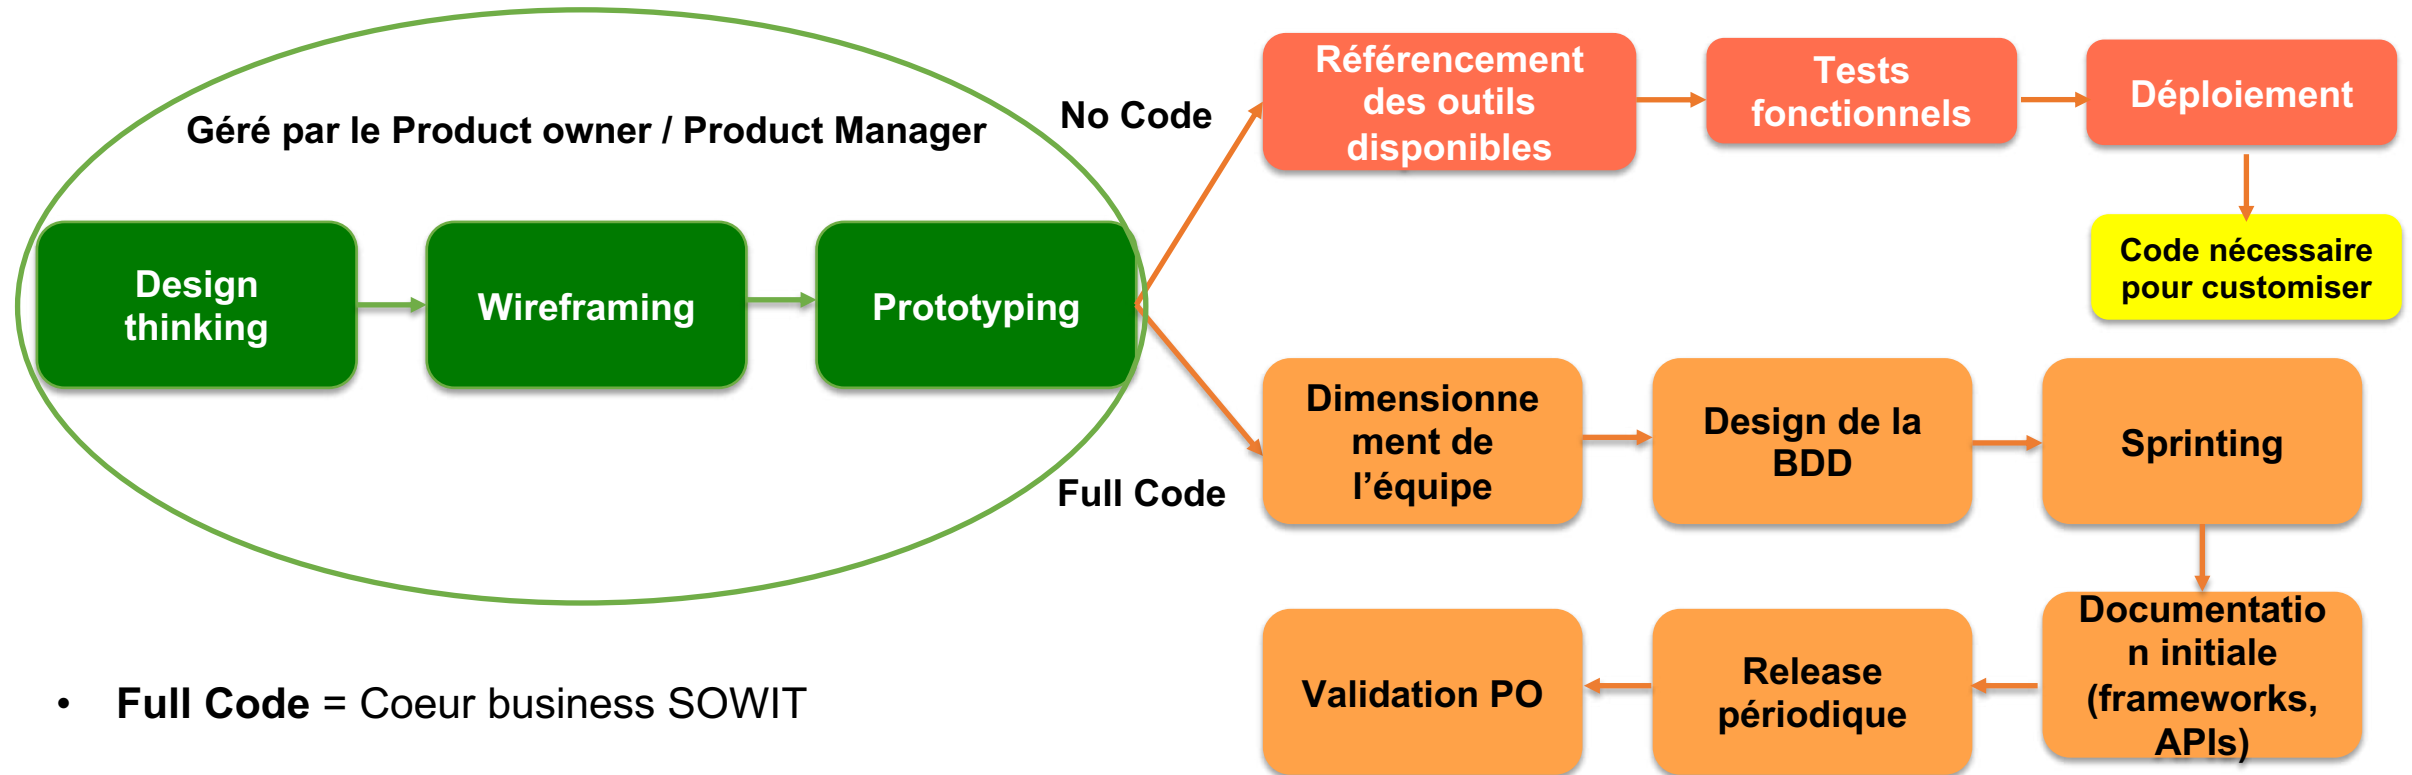 Géré par le Product owner / Product Manager
Design
thinking
Wireframing
Prototyping
No Code
Référencement
des outils
disponibles
Tests
fonctionnels
Déploiement
Code nécessaire
pour customiser
Full Code
Dimensionne
ment de
l’équipe
Design de la
BDD
Sprinting
Documentatio
n initiale
(frameworks,
APIs)
Release
périodique
Validation PO
• Full Code = Coeur business SOWIT